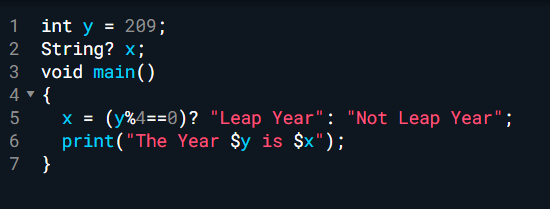 1 int y = 209;
2 String? x;
3 void main()
4 {
5 x = (y%4==0)? "Leap Year": "Not Leap Year";
6 print("The Year $y is $x");
7 }